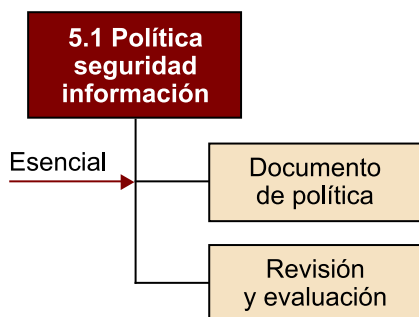 5.1 Política
seguridad
información
Esencial
Documento
de política
Revisión
y evaluación